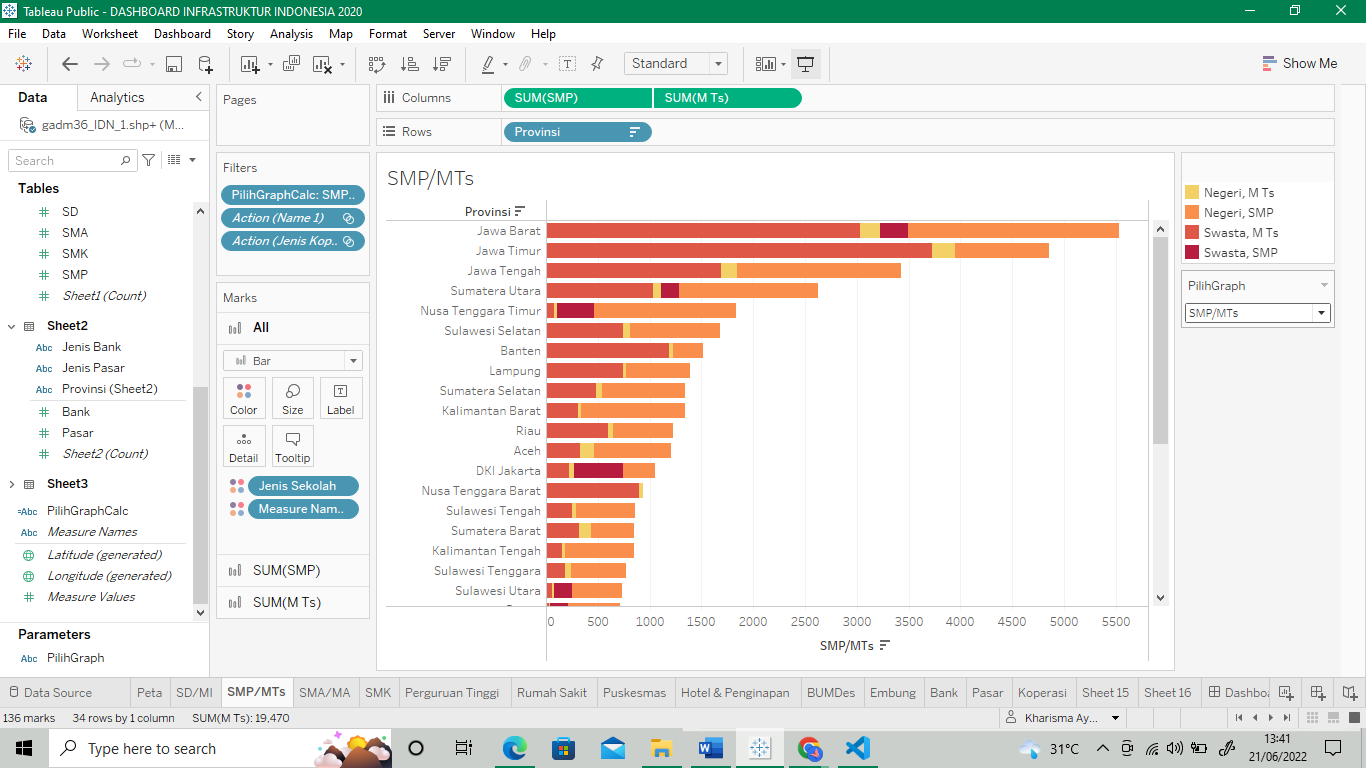 Tableau Public - DASHBOARD INFRASTRUKTUR INDONESIA 2020
File Data Worksheet Dashboard Story Analysis Map Format Server Window Help
Standard
Show Me
Data Analytics
gadm36_IDN_1.shp+ (M...
Search
Tables
# SD
# SMA
# SMK
# SMP
# Sheet1 (Count)
Sheet2
Abc Jenis Bank
Abc Jenis Pasar
Abc Provinsi (Sheet2)
# Bank
# Pasar
# Sheet2 (Count)
Sheet3
=Abc PilihGraphCalc
Abc Measure Names
Latitude (generated)
Longitude (generated)
# Measure Values
Parameters
Abc PilihGraph
Pages
Filters
PilihGraphCalc: SMP..
Action (Name 1)
Action (Jenis Kop..
Marks
All
Bar
Color Size Label
Detail Tooltip
Jenis Sekolah
Measure Nam..
SUM(SMP)
SUM(M Ts)
Columns SUM(SMP) SUM(M Ts)
Rows Provinsi
SMP/MTs
Provinsi
Jawa Barat
Jawa Timur
Jawa Tengah
Sumatera Utara
Nusa Tenggara Timur
Sulawesi Selatan
Banten
Lampung
Sumatera Selatan
Kalimantan Barat
Riau
Aceh
DKI Jakarta
Nusa Tenggara Barat
Sulawesi Tengah
Sumatera Barat
Kalimantan Tengah
Sulawesi Tenggara
Sulawesi Utara
0 500 1000 1500 2000 2500 3000 3500 4000 4500 5000 5500
SMP/MTs
Negeri, M Ts
Negeri, SMP
Swasta, M Ts
Swasta, SMP
PilihGraph
SMP/MTs
Data Source Peta SD/MI SMP/MTs SMA/MA SMK Perguruan Tinggi Rumah Sakit Puskesmas Hotel & Penginapan BUMDes Embung Bank Pasar Koperasi Sheet 15 Sheet 16 Dashboa
136 marks 34 rows by 1 column SUM(M Ts): 19,470 Kharisma Ay...
Type here to search
31°C
13:41
21/06/2022